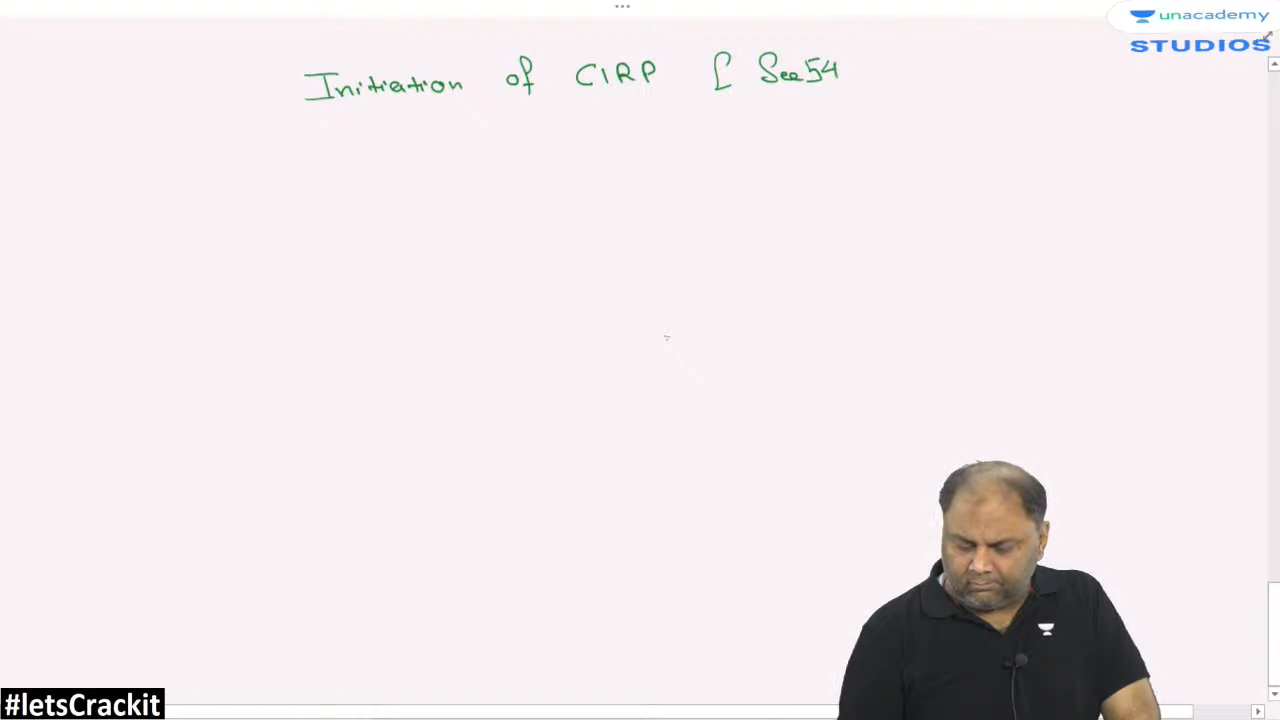 unacademy
STUDIOS
Initiation of CIRP [ Sec 54
#letsCrackit